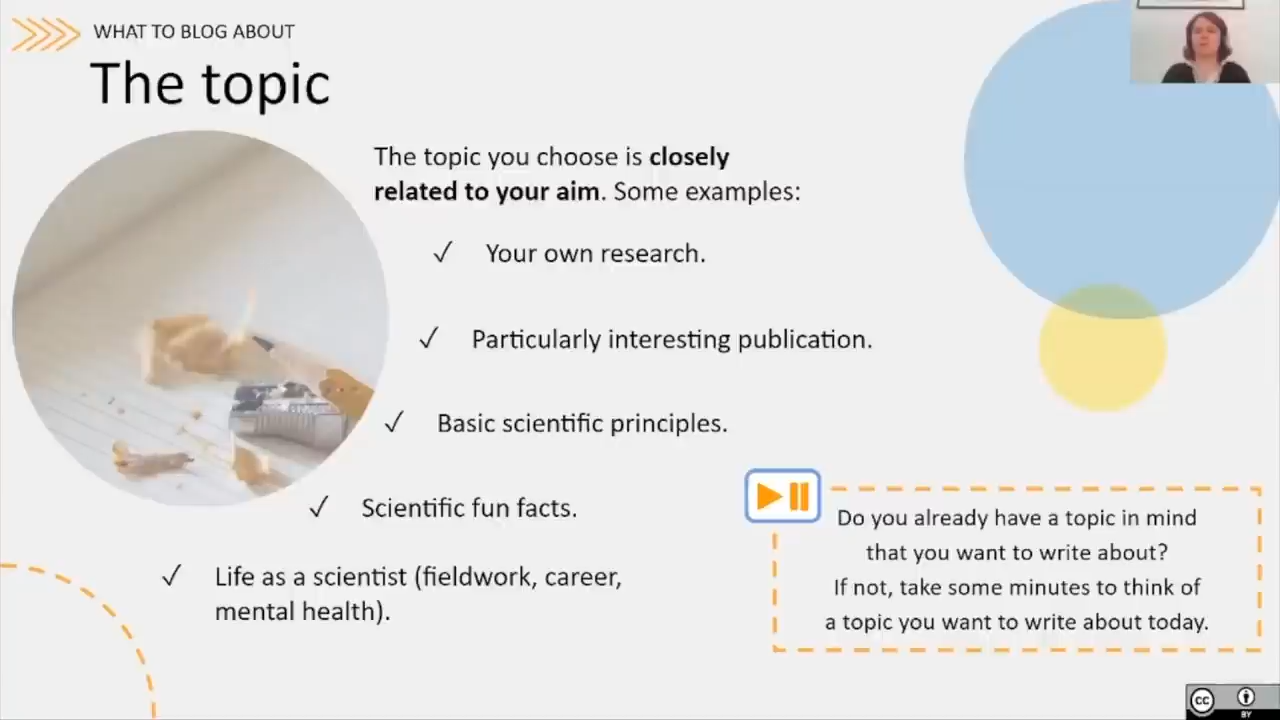 WHAT TO BLOG ABOUT
The topic
The topic you choose is closely
related to your aim. Some examples:
✓ Your own research.
✓ Particularly interesting publication.
✓ Basic scientific principles.
✓ Scientific fun facts.
✓ Life as a scientist (fieldwork, career,
mental health).
Do you already have a topic in mind
that you want to write about?
If not, take some minutes to think of
a topic you want to write about today.
CC
BY